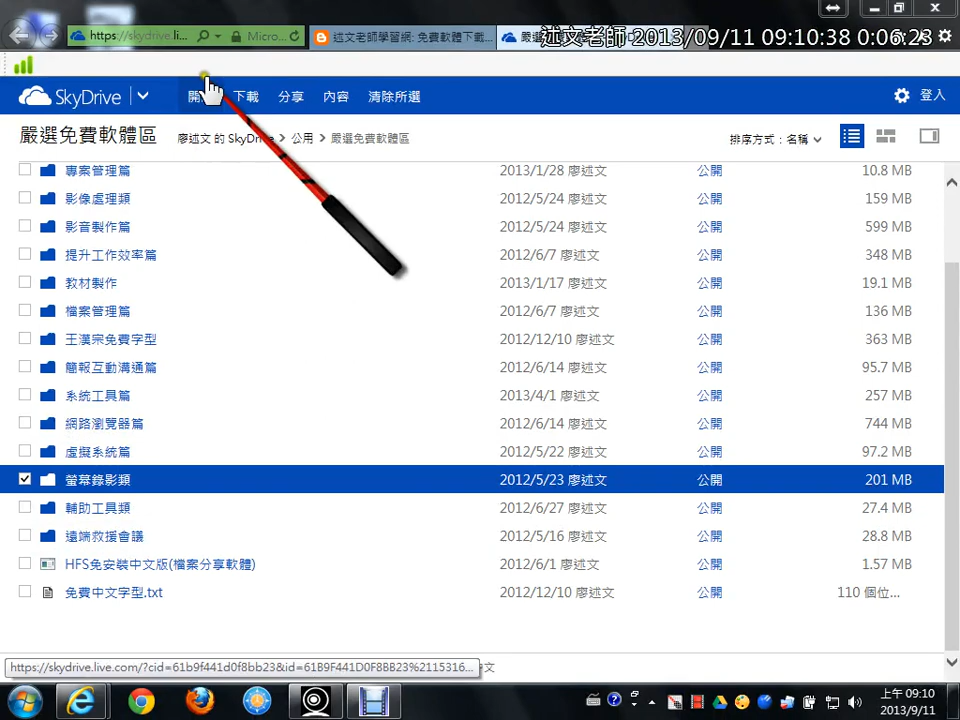 https://skydrive.li...
Micro...
述文老師學習網: 免費軟體下載...
述文老師 2013/09/11 09:10:38 0:06:23
SkyDrive
下載
分享
內容
清除所選
登入
嚴選免費軟體區
廖述文 的 SkyDrive > 公用 > 嚴選免費軟體區
排序方式：名稱
專案管理篇 2013/1/28 廖述文 公開 10.8 MB
影像處理類 2012/5/24 廖述文 公開 159 MB
影音製作篇 2012/5/24 廖述文 公開 599 MB
提升工作效率篇 2012/6/7 廖述文 公開 348 MB
教材製作 2013/1/17 廖述文 公開 19.1 MB
檔案管理篇 2012/6/7 廖述文 公開 136 MB
王漢宗免費字型 2012/12/10 廖述文 公開 363 MB
簡報互動溝通篇 2012/6/14 廖述文 公開 95.7 MB
系統工具篇 2013/4/1 廖述文 公開 257 MB
網路瀏覽器篇 2012/6/14 廖述文 公開 744 MB
虛擬系統篇 2012/5/22 廖述文 公開 97.2 MB
螢幕錄影類 2012/5/23 廖述文 公開 201 MB
輔助工具類 2012/6/27 廖述文 公開 27.4 MB
遠端救援會議 2012/5/16 廖述文 公開 28.8 MB
HFS免安裝中文版(檔案分享軟體) 2012/6/1 廖述文 公開 1.57 MB
免費中文字型.txt 2012/12/10 廖述文 公開 110 個位...
https://skydrive.live.com/?cid=61b9f441d0f8bb23&id=61B9F441D0F8BB23%2115316...
文
上午 09:10
2013/9/11